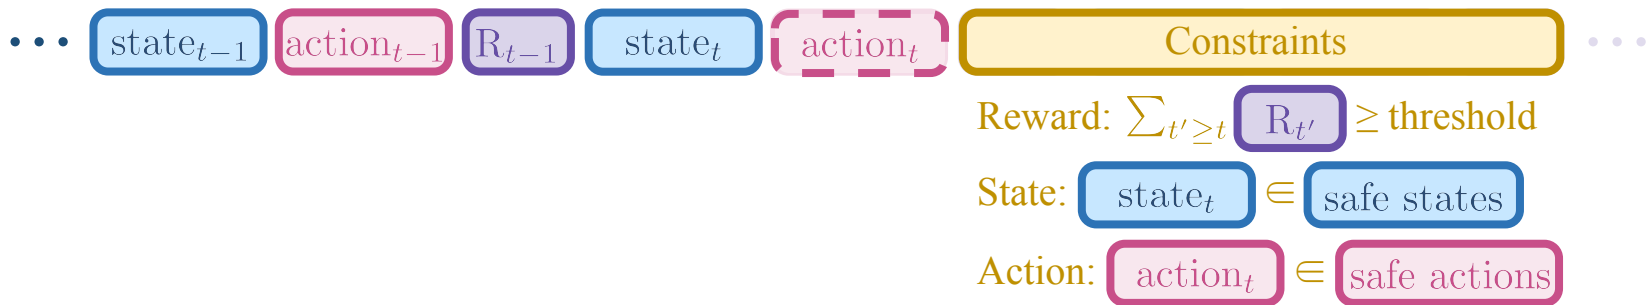 ··· state_{t−1} action_{t−1} R_{t−1} state_t action_t Constraints ···
Reward: ∑_{t′≥t} R_{t′} ≥ threshold
State: state_t ∈ safe states
Action: action_t ∈ safe actions